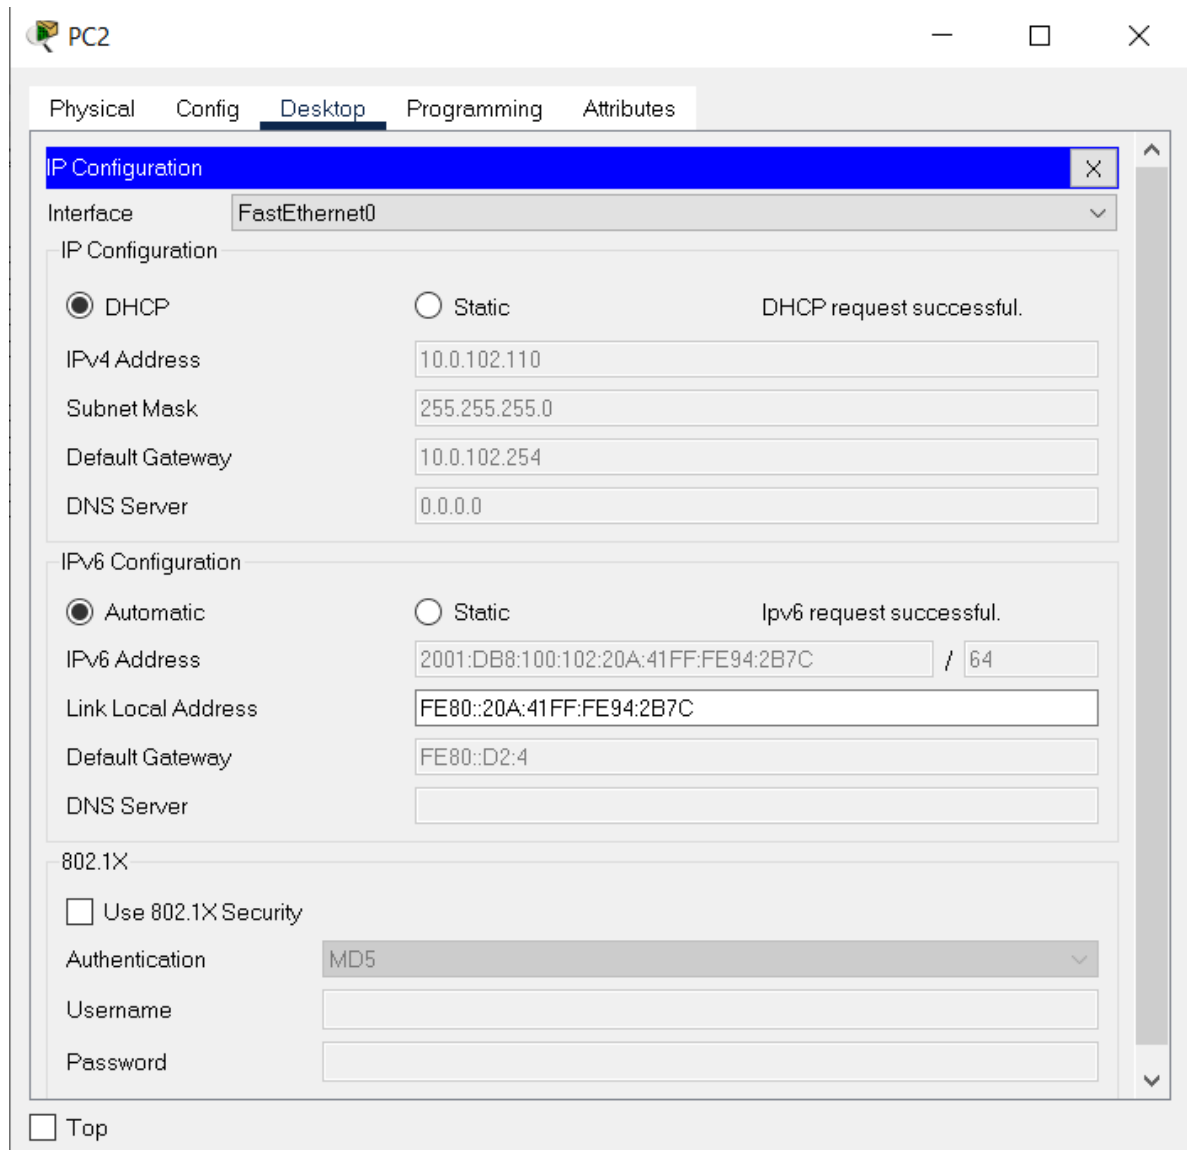 PC2
Physical Config Desktop Programming Attributes
IP Configuration X
Interface FastEthernet0
IP Configuration
DHCP Static DHCP request successful.
IPv4 Address 10.0.102.110
Subnet Mask 255.255.255.0
Default Gateway 10.0.102.254
DNS Server 0.0.0.0
IPv6 Configuration
Automatic Static Ipv6 request successful.
IPv6 Address 2001:DB8:100:102:20A:41FF:FE94:2B7C / 64
Link Local Address FE80::20A:41FF:FE94:2B7C
Default Gateway FE80::D2:4
DNS Server
802.1X
Use 802.1X Security
Authentication MD5
Username
Password
Top